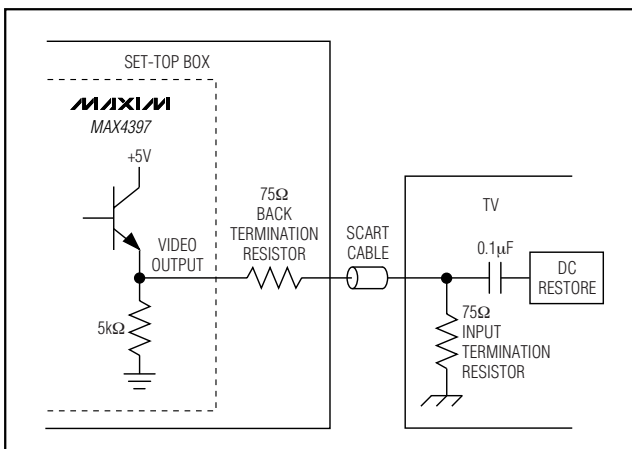 SET-TOP BOX
MAXIM
MAX4397
+5V
VIDEO
OUTPUT
5kΩ
75Ω
BACK
TERMINATION
RESISTOR
SCART
CABLE
TV
0.1µF
DC
RESTORE
75Ω
INPUT
TERMINATION
RESISTOR